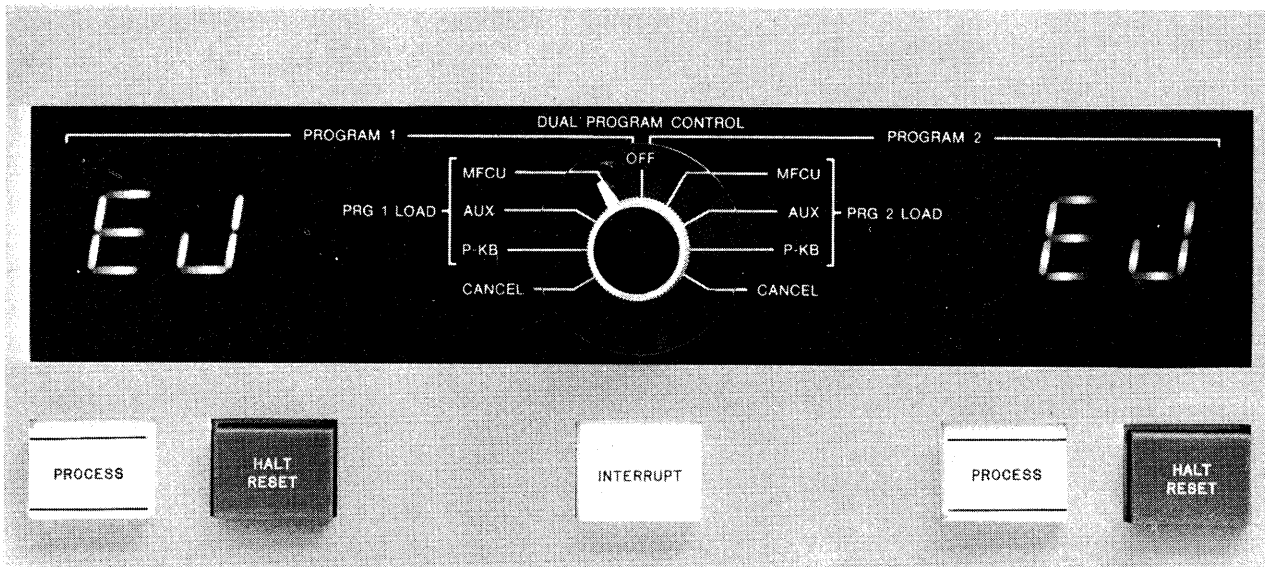 DUAL PROGRAM CONTROL
PROGRAM 1
PROGRAM 2
OFF
MFCU
MFCU
PRG 1 LOAD
AUX
AUX
PRG 2 LOAD
P-KB
P-KB
CANCEL
CANCEL
EJ
EJ
PROCESS
HALT
RESET
INTERRUPT
PROCESS
HALT
RESET